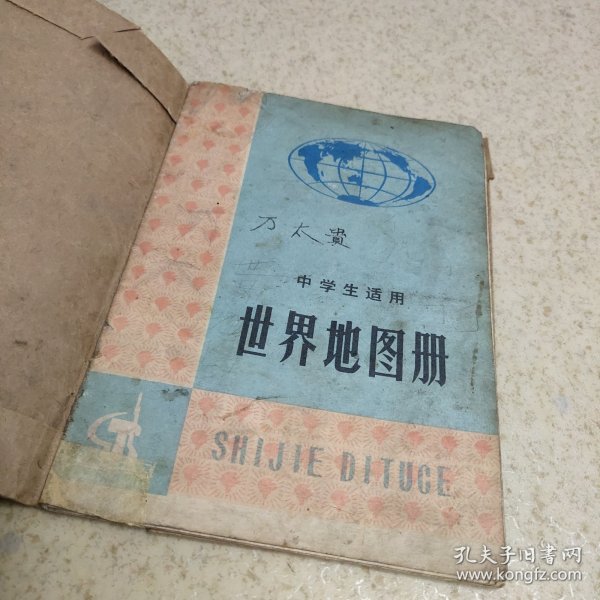 万太贵
中学生适用
世界地图册
SHIJIE DITUCE
孔夫子旧书网
www.kongfz.com